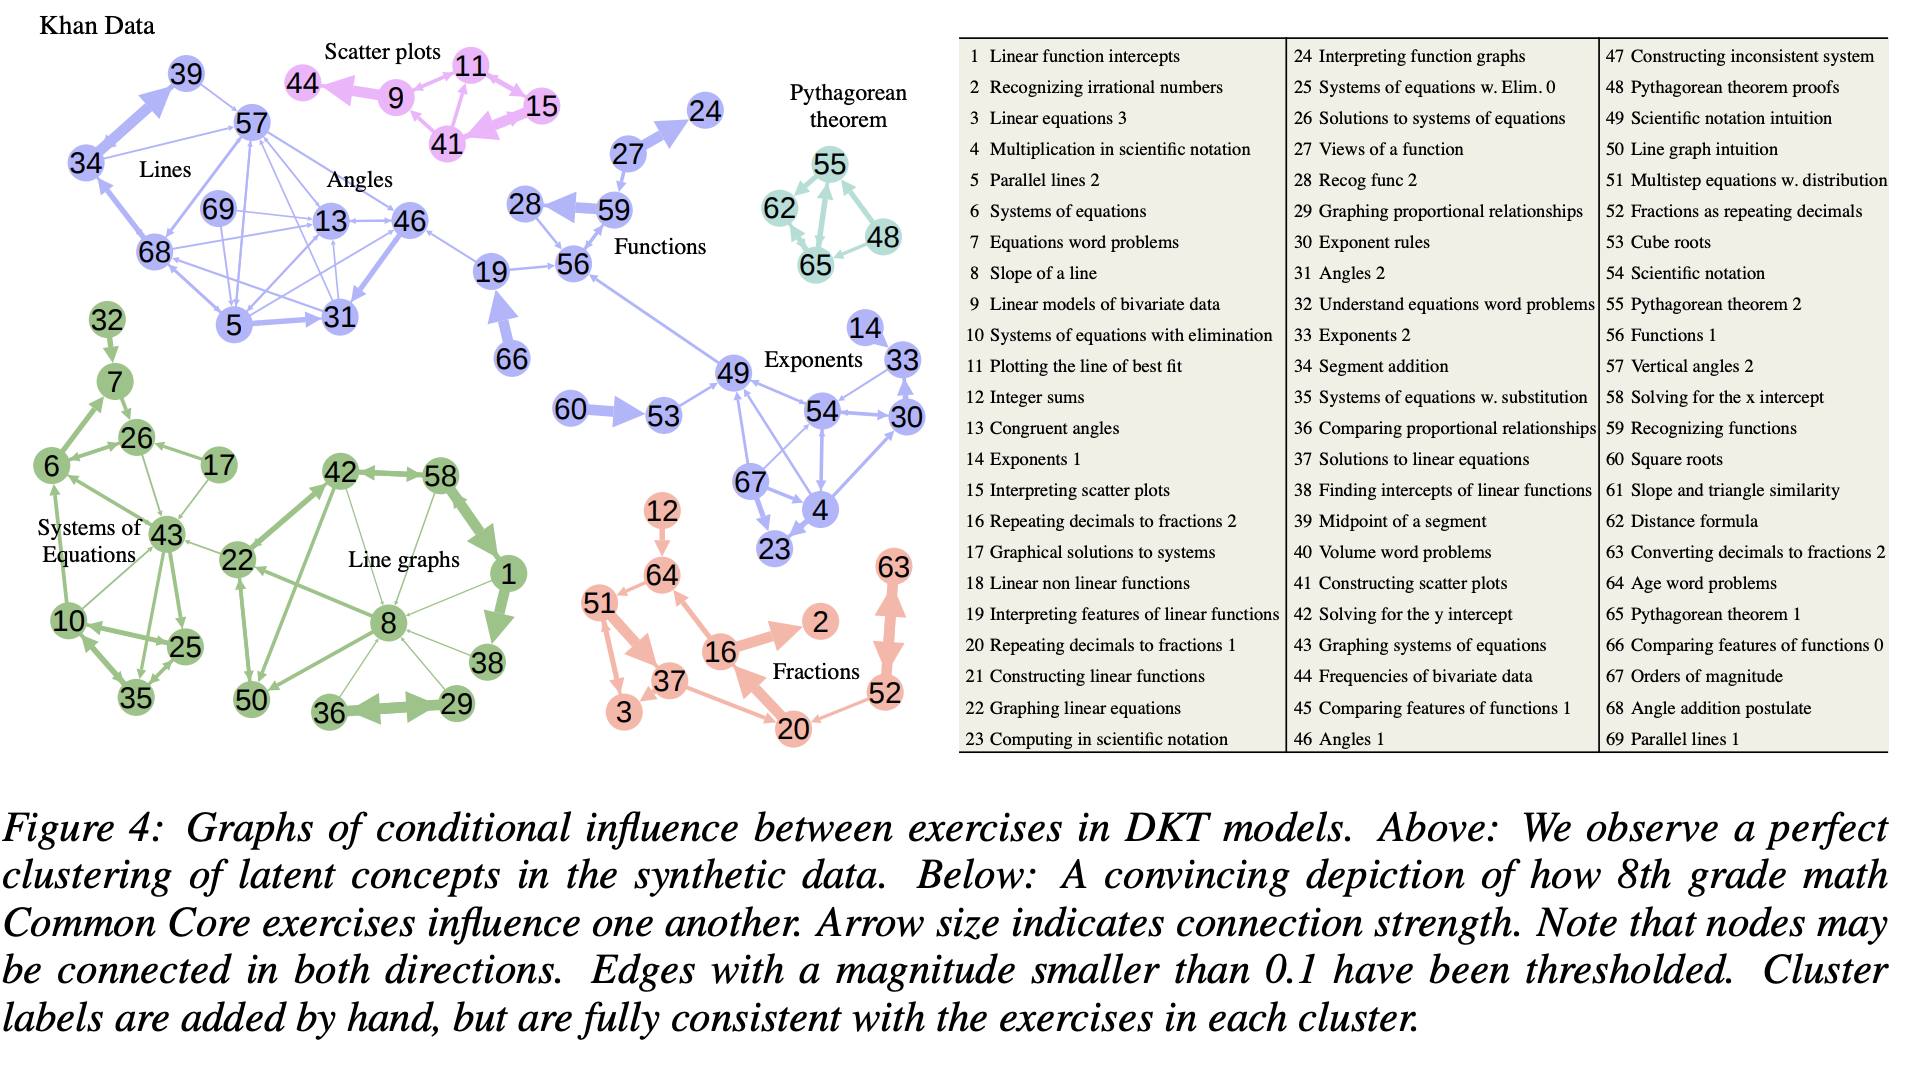 Khan Data
Scatter plots
Pythagorean
theorem
Lines
Angles
Functions
Exponents
Systems of
Equations
Line graphs
Fractions
39
44
11
9
15
41
57
34
24
27
55
62
48
65
69
13
46
28
59
68
19
56
5
31
66
32
7
26
6
17
14
33
49
60
53
54
30
67
4
23
42
58
43
22
1
12
64
63
51
2
10
25
8
16
38
37
52
35
50
36
29
3
20
1 Linear function intercepts
2 Recognizing irrational numbers
3 Linear equations 3
4 Multiplication in scientific notation
5 Parallel lines 2
6 Systems of equations
7 Equations word problems
8 Slope of a line
9 Linear models of bivariate data
10 Systems of equations with elimination
11 Plotting the line of best fit
12 Integer sums
13 Congruent angles
14 Exponents 1
15 Interpreting scatter plots
16 Repeating decimals to fractions 2
17 Graphical solutions to systems
18 Linear non linear functions
19 Interpreting features of linear functions
20 Repeating decimals to fractions 1
21 Constructing linear functions
22 Graphing linear equations
23 Computing in scientific notation
24 Interpreting function graphs
25 Systems of equations w. Elim. 0
26 Solutions to systems of equations
27 Views of a function
28 Recog func 2
29 Graphing proportional relationships
30 Exponent rules
31 Angles 2
32 Understand equations word problems
33 Exponents 2
34 Segment addition
35 Systems of equations w. substitution
36 Comparing proportional relationships
37 Solutions to linear equations
38 Finding intercepts of linear functions
39 Midpoint of a segment
40 Volume word problems
41 Constructing scatter plots
42 Solving for the y intercept
43 Graphing systems of equations
44 Frequencies of bivariate data
45 Comparing features of functions 1
46 Angles 1
47 Constructing inconsistent system
48 Pythagorean theorem proofs
49 Scientific notation intuition
50 Line graph intuition
51 Multistep equations w. distribution
52 Fractions as repeating decimals
53 Cube roots
54 Scientific notation
55 Pythagorean theorem 2
56 Functions 1
57 Vertical angles 2
58 Solving for the x intercept
59 Recognizing functions
60 Square roots
61 Slope and triangle similarity
62 Distance formula
63 Converting decimals to fractions 2
64 Age word problems
65 Pythagorean theorem 1
66 Comparing features of functions 0
67 Orders of magnitude
68 Angle addition postulate
69 Parallel lines 1
Figure 4: Graphs of conditional influence between exercises in DKT models. Above: We observe a perfect
clustering of latent concepts in the synthetic data. Below: A convincing depiction of how 8th grade math
Common Core exercises influence one another. Arrow size indicates connection strength. Note that nodes may
be connected in both directions. Edges with a magnitude smaller than 0.1 have been thresholded. Cluster
labels are added by hand, but are fully consistent with the exercises in each cluster.